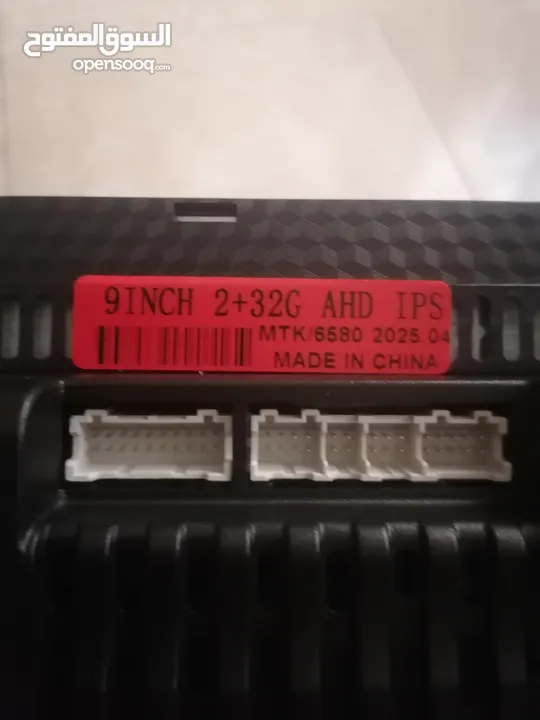 السوق المفتوح
opensooq.com
9INCH 2+32G AHD IPS
MTK/6580 2025 04
MADE IN CHINA